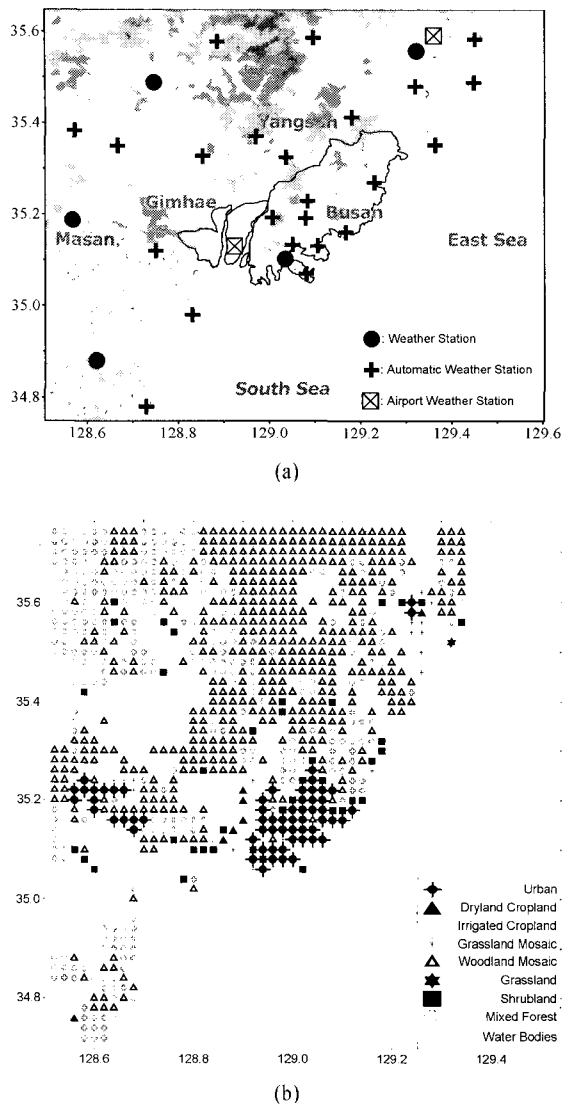 35.6
35.4
35.2
35.0
34.8
Yangsan
Gimhae
Busan
Masan
East Sea
South Sea
: Weather Station
: Automatic Weather Station
: Airport Weather Station
128.6 128.8 129.0 129.2 129.4 129.6
(a)
35.6
35.4
35.2
35.0
34.8
Urban
Dryland Cropland
Irrigated Cropland
Grassland Mosaic
Woodland Mosaic
Grassland
Shrubland
Mixed Forest
Water Bodies
128.6 128.8 129.0 129.2 129.4
(b)